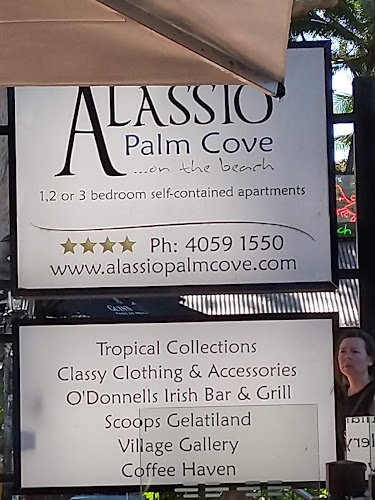 ALASSIO
Palm Cove
...on the beach
1,2 or 3 bedroom self-contained apartments
Ph: 4059 1550
www.alassiopalmcove.com
Tropical Collections
Classy Clothing & Accessories
O'Donnells Irish Bar & Grill
Scoops Gelatiland
Village Gallery
Coffee Haven